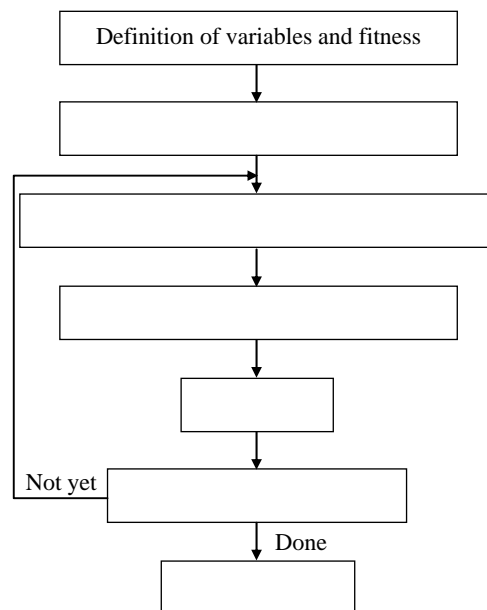 Definition of variables and fitness
Not yet
Done